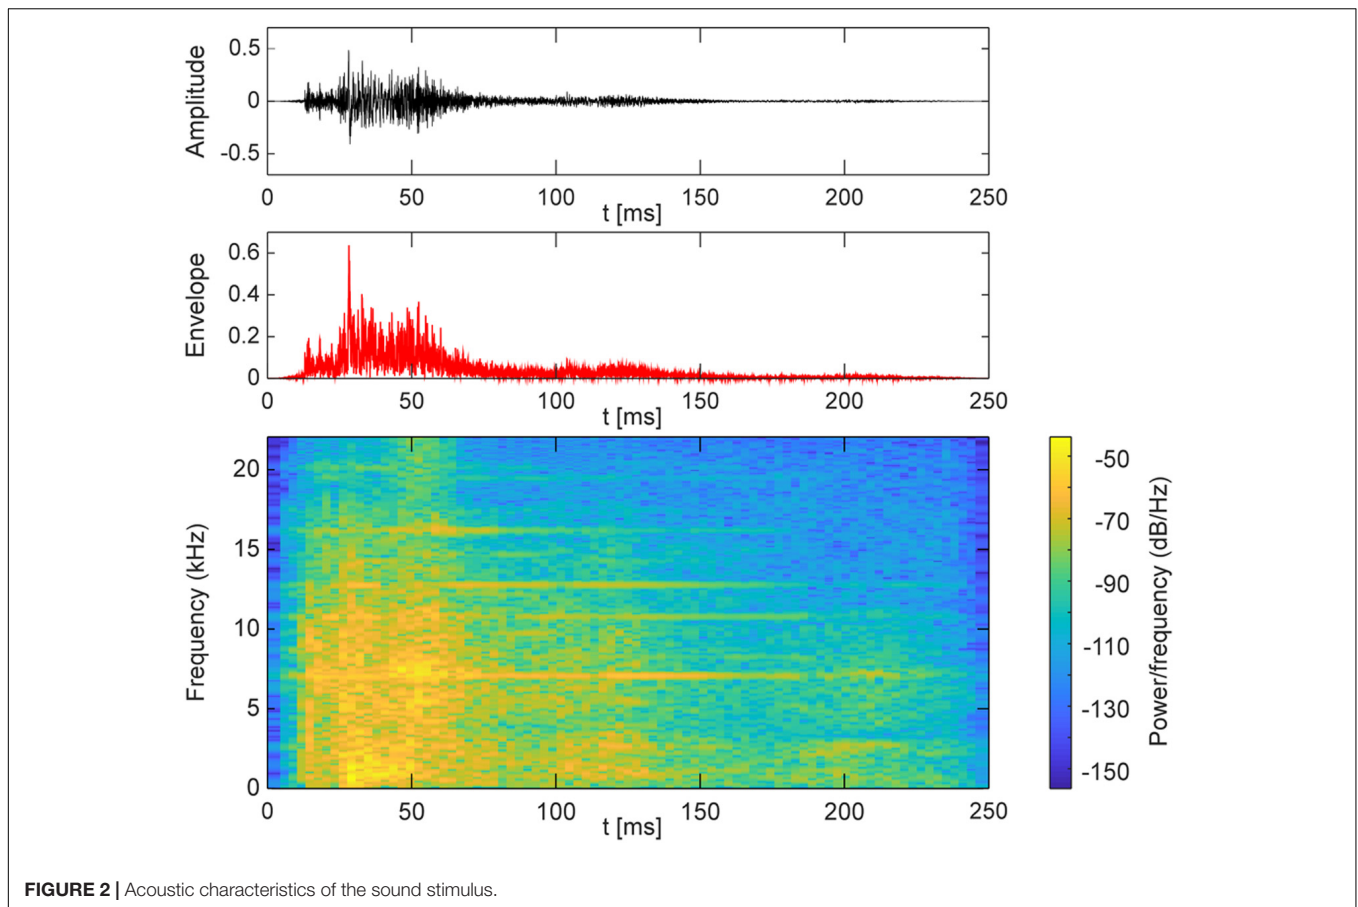 Amplitude
0.5
0
-0.5
0 50 100 150 200 250
t [ms]
Envelope
0.6
0.4
0.2
0
0 50 100 150 200 250
t [ms]
Frequency (kHz)
20
15
10
5
0
0 50 100 150 200 250
t [ms]
-50
-70
-90
-110
-130
-150
Power/frequency (dB/Hz)
FIGURE 2 | Acoustic characteristics of the sound stimulus.